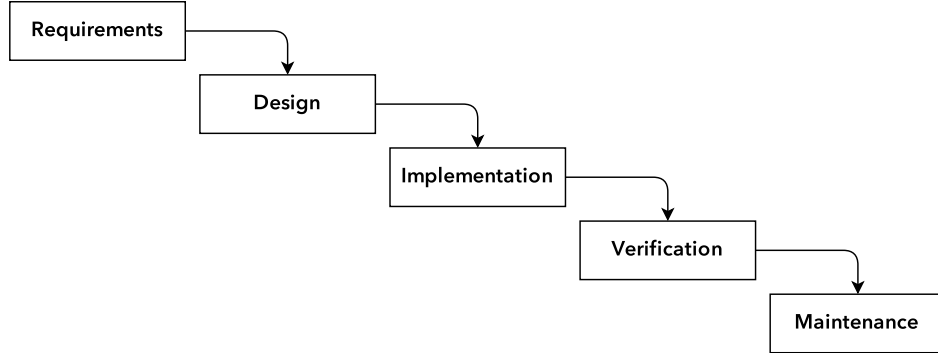 Requirements
Design
Implementation
Verification
Maintenance